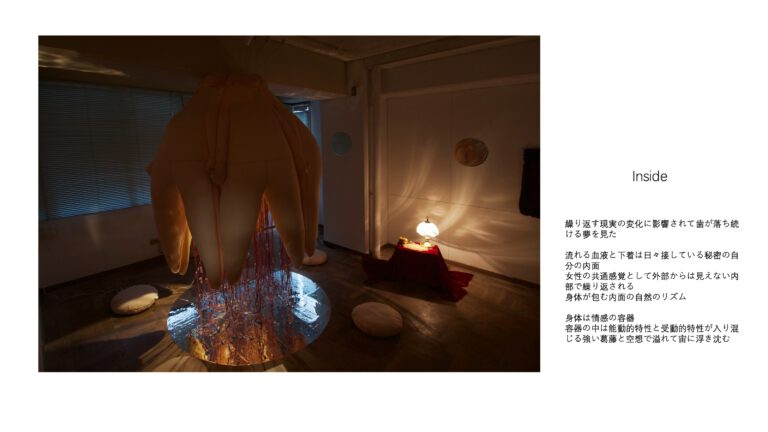 Inside
繰り返す現実の変化に影響されて歯が落ち続
ける夢を見た
流れる血液と下着は日々接している秘密の自
分の内面
女性の共通感覚として外部からは見えない内
部で繰り返される
身体が包む内面の自然のリズム
身体は情感の容器
容器の中は能動的特性と受動的特性が入り混
じる強い葛藤と空想で溢れて宙に浮き沈む